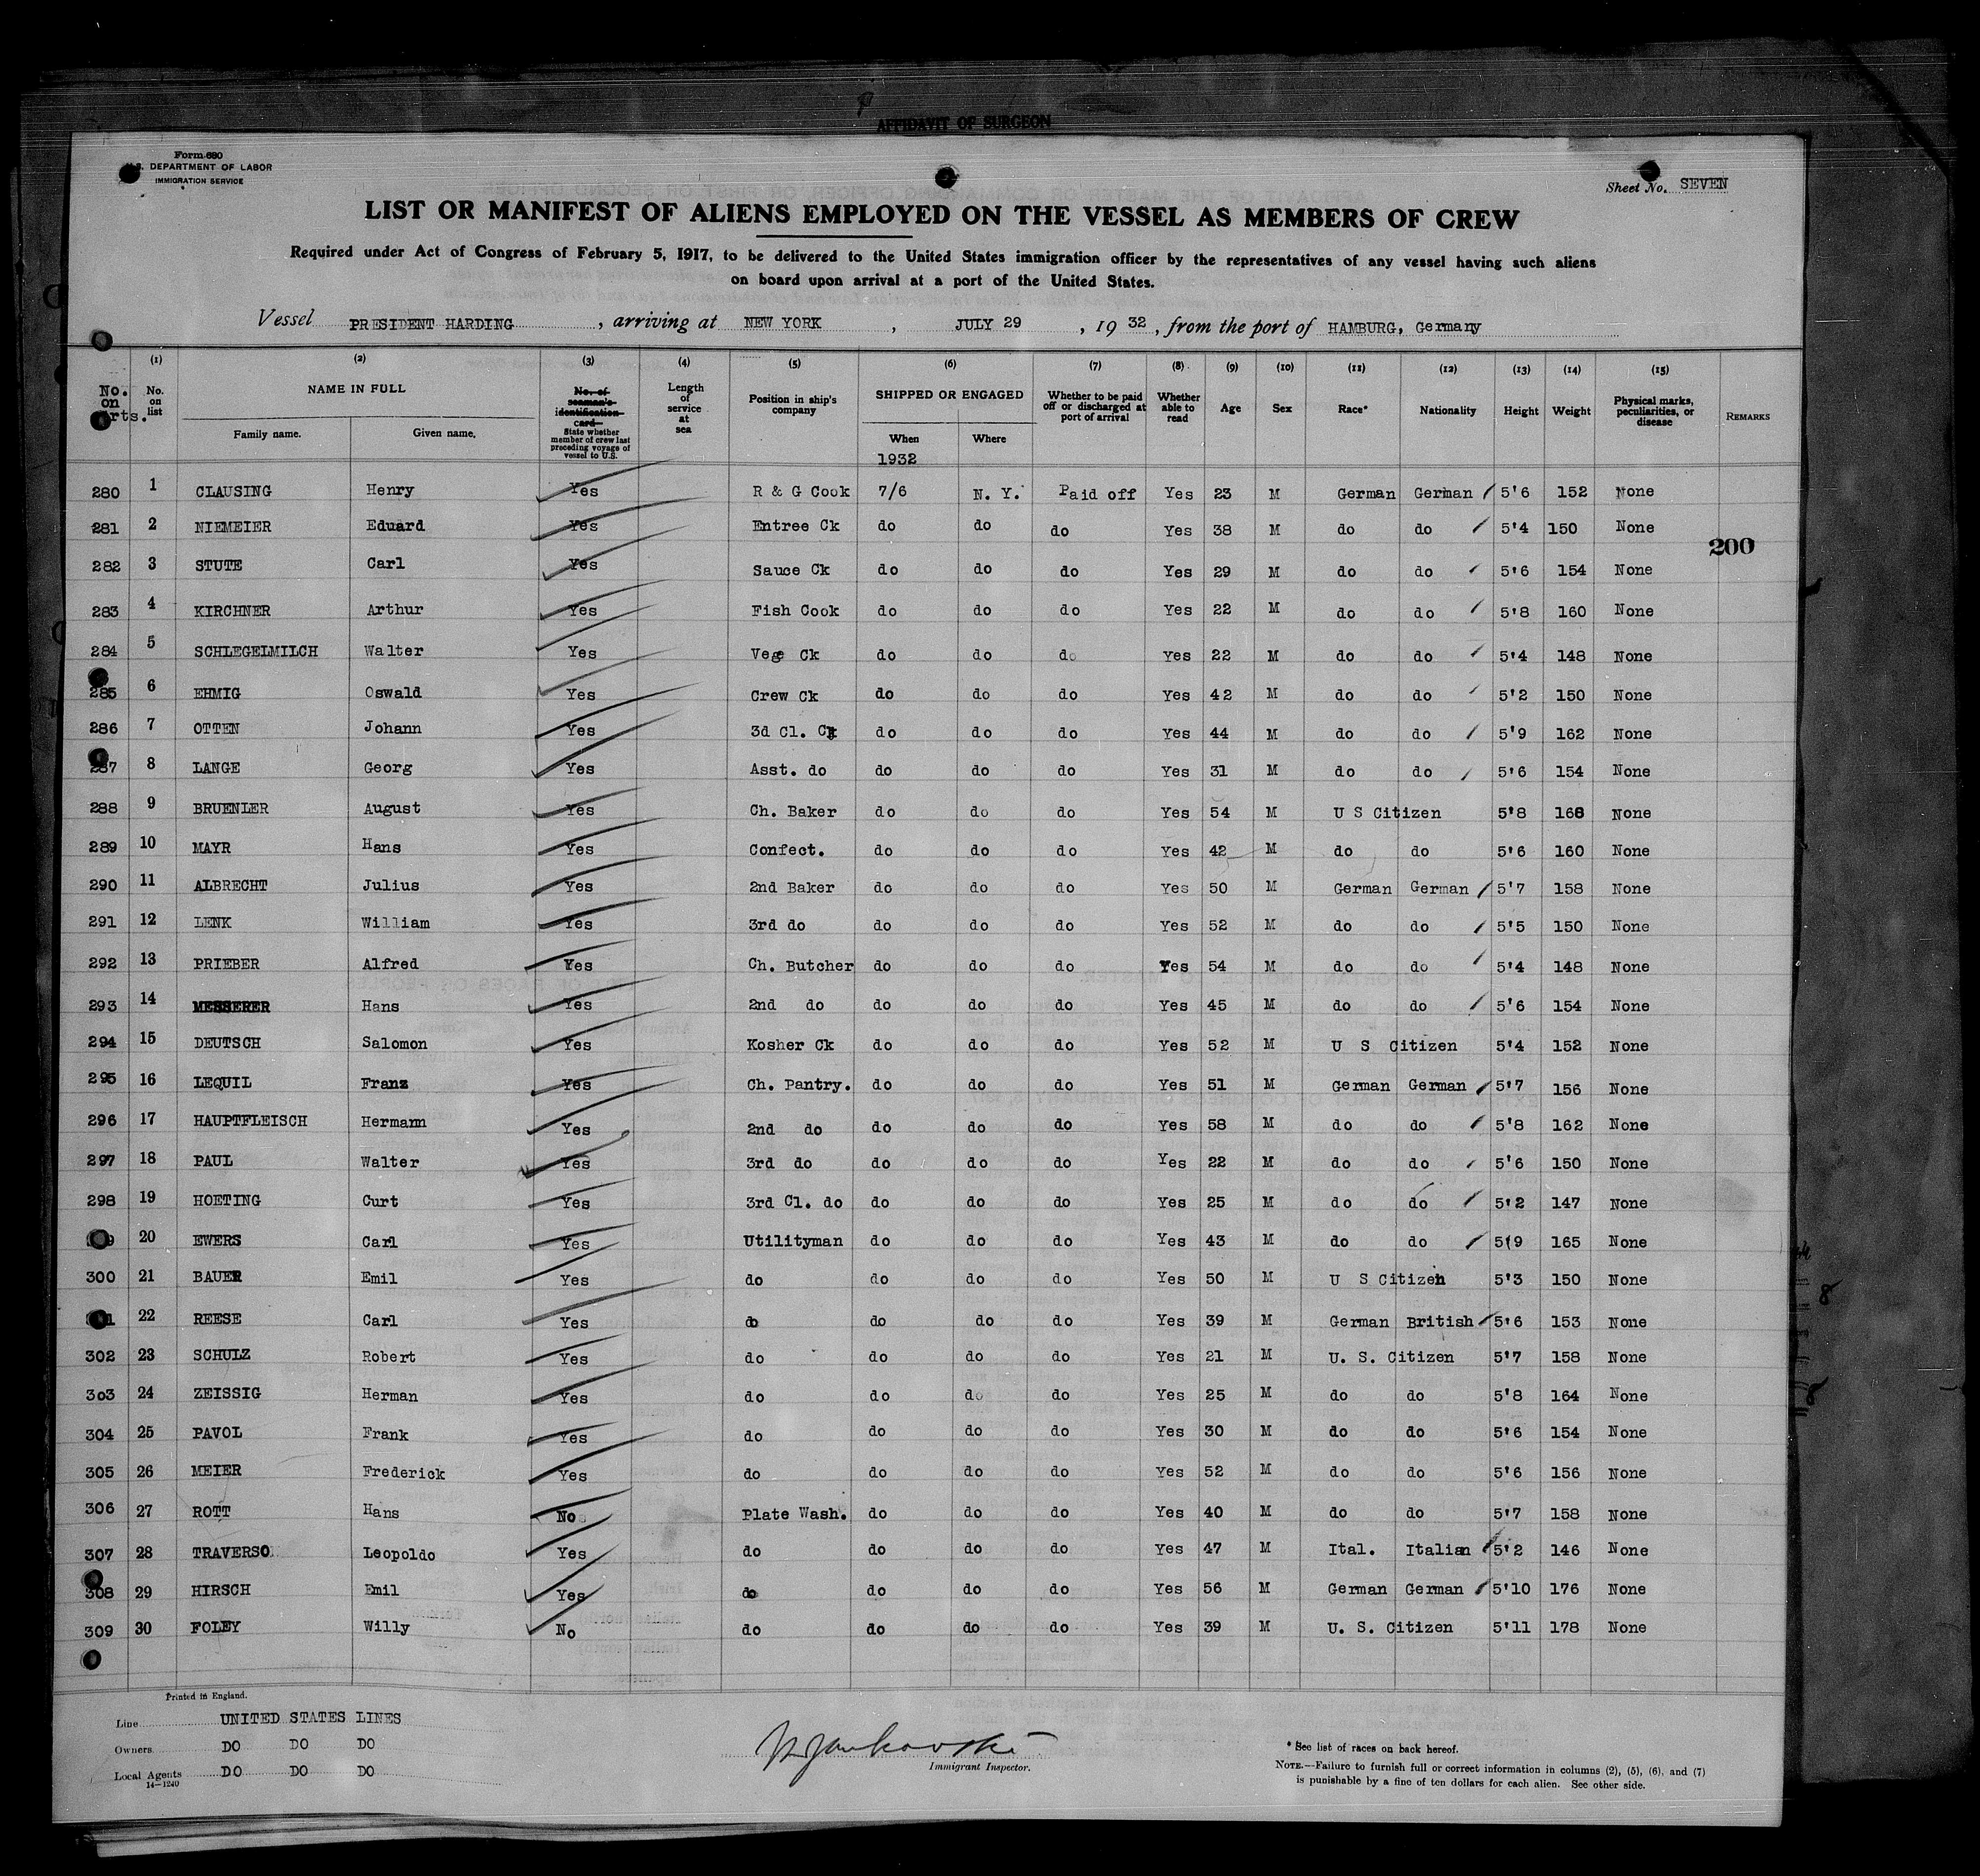 AFFIDAVIT OF SURGEON
Form 680
U.S. DEPARTMENT OF LABOR
IMMIGRATION SERVICE
Sheet No. SEVEN
LIST OR MANIFEST OF ALIENS EMPLOYED ON THE VESSEL AS MEMBERS OF CREW
Required under Act of Congress of February 5, 1917, to be delivered to the United States immigration officer by the representatives of any vessel having such aliens
on board upon arrival at a port of the United States.
Vessel PRESIDENT HARDING, arriving at NEW YORK, JULY 29, 1932, from the port of HAMBURG, Germany
(1) (2) (3) (4) (5) (6) (7) (8) (9) (10) (11) (12) (13) (14) (15)
No. on Arts. No. on list NAME IN FULL Family name. Given name. No. of seaman's identification card State whether member of crew last preceding voyage of vessel to U.S. Length of service at sea Position in ship's company SHIPPED OR ENGAGED When Where Whether to be paid off or discharged at port of arrival Whether able to read Age Sex Race* Nationality Height Weight Physical marks, peculiarities, or disease REMARKS
1932
280 1 CLAUSING Henry Yes R & G Cook 7/6 N. Y. Paid off Yes 23 M German German 5'6 152 None
281 2 NIEMEIER Eduard Yes Entree Ck do do do Yes 38 M do do 5'4 150 None
200
282 3 STUTE Carl Yes Sauce Ck do do do Yes 29 M do do 5'6 154 None
283 4 KIRCHNER Arthur Yes Fish Cook do do do Yes 22 M do do 5'8 160 None
284 5 SCHLEGELMILCH Walter Yes Vege Ck do do do Yes 22 M do do 5'4 148 None
285 6 EHMIG Oswald Yes Crew Ck do do do Yes 42 M do do 5'2 150 None
286 7 OTTEN Johann Yes 3d Cl. Ck do do do Yes 44 M do do 5'9 162 None
287 8 LANGE Georg Yes Asst. do do do do Yes 31 M do do 5'6 154 None
288 9 BRUENLER August Yes Ch. Baker do do do Yes 54 M U S Citizen 5'8 168 None
289 10 MAYR Hans Yes Confect. do do do Yes 42 M do do 5'6 160 None
290 11 ALBRECHT Julius Yes 2nd Baker do do do Yes 50 M German German 5'7 158 None
291 12 LENK William Yes 3rd do do do do Yes 52 M do do 5'5 150 None
292 13 PRIEBER Alfred Yes Ch. Butcher do do do Yes 54 M do do 5'4 148 None
293 14 MESSERER Hans Yes 2nd do do do do Yes 45 M do do 5'6 154 None
294 15 DEUTSCH Salomon Yes Kosher Ck do do do Yes 52 M U S Citizen 5'4 152 None
295 16 LEQUIL Franz Yes Ch. Pantry. do do do Yes 51 M German German 5'7 156 None
296 17 HAUPTFLEISCH Hermann Yes 2nd do do do do Yes 58 M do do 5'8 162 None
297 18 PAUL Walter Yes 3rd do do do do Yes 22 M do do 5'6 150 None
298 19 HOETING Curt Yes 3rd Cl. do do do do Yes 25 M do do 5'2 147 None
20 EWERS Carl Yes Utilityman do do do Yes 43 M do do 5'9 165 None
300 21 BAUER Emil Yes do do do do Yes 50 M U S Citizen 5'3 150 None
22 REESE Carl Yes do do do do Yes 39 M German British 5'6 153 None
302 23 SCHULZ Robert Yes do do do do Yes 21 M U. S. Citizen 5'7 158 None
303 24 ZEISSIG Herman Yes do do do do Yes 25 M do do 5'8 164 None
304 25 PAVOL Frank Yes do do do do Yes 30 M do do 5'6 154 None
305 26 MEIER Frederick Yes do do do do Yes 52 M do do 5'6 156 None
306 27 ROTT Hans No Plate Wash. do do do Yes 40 M do do 5'7 158 None
307 28 TRAVERSO Leopoldo Yes do do do do Yes 47 M Ital. Italian 5'2 146 None
308 29 HIRSCH Emil Yes do do do do Yes 56 M German German 5'10 176 None
309 30 FOLEY Willy No do do do do Yes 39 M U. S. Citizen 5'11 178 None
Printed in England.
Line UNITED STATES LINES
Owners DO DO DO
Local Agents DO DO DO
14-1240
Immigrant Inspector.
* See list of races on back hereof.
NOTE.—Failure to furnish full or correct information in columns (2), (5), (6), and (7)
is punishable by a fine of ten dollars for each alien. See other side.